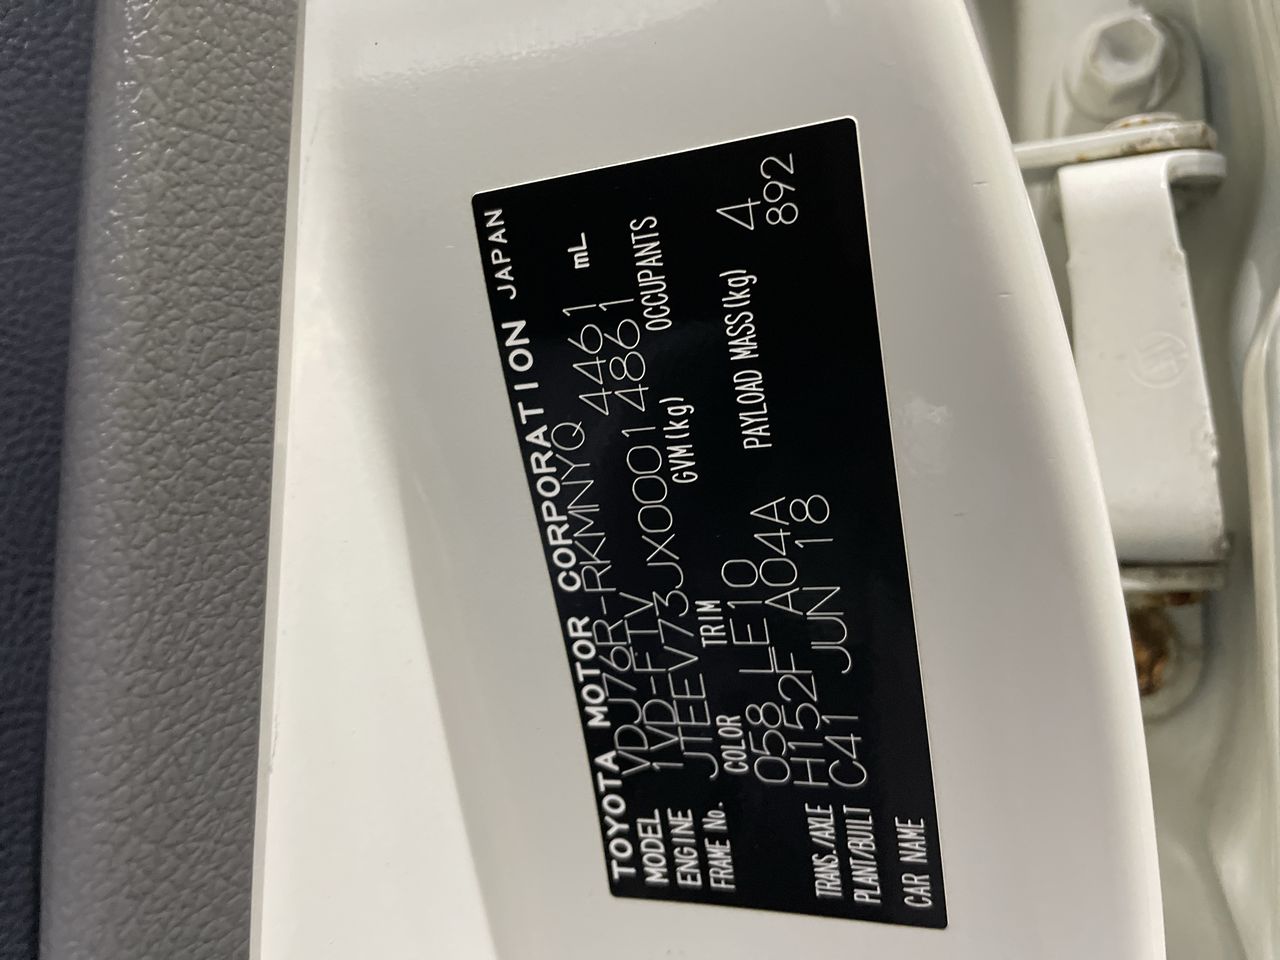 TOYOTA MOTOR CORPORATION JAPAN
MODEL VDJ76R-RKMNYQ
ENGINE 1VD-FTV 4461 mL
FRAME No. JTEEV73JX00014861
COLOR TRIM GVM(kg) OCCUPANTS
058 LE10 4
TRANS./AXLE H152F A04A PAYLOAD MASS(kg) 892
PLANT/BUILT C41 JUN 18
CAR NAME